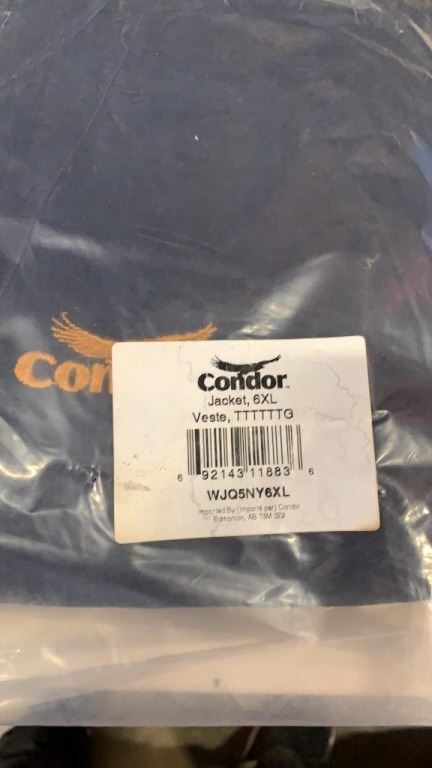 Con
Condor™
Jacket, 6XL
Veste, TTTTTTG
6 92143 11883 6
WJQ5NY6XL
Imported By (Importé par) Condor
Edmonton, AB T5M 3Z2